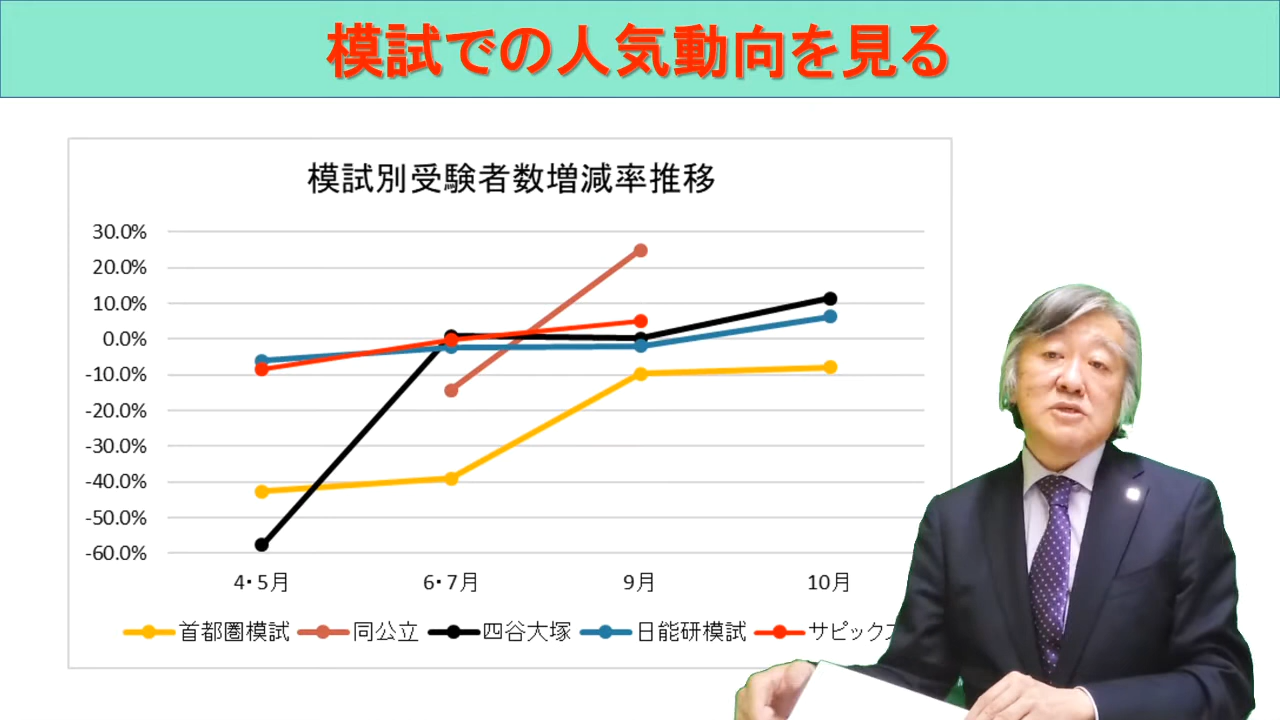 模試での人気動向を見る
模試別受験者数増減率推移
30.0%
20.0%
10.0%
0.0%
-10.0%
-20.0%
-30.0%
-40.0%
-50.0%
-60.0%
4・5月 6・7月 9月 10月
首都圏模試 同公立 四谷大塚 日能研模試 サピックス